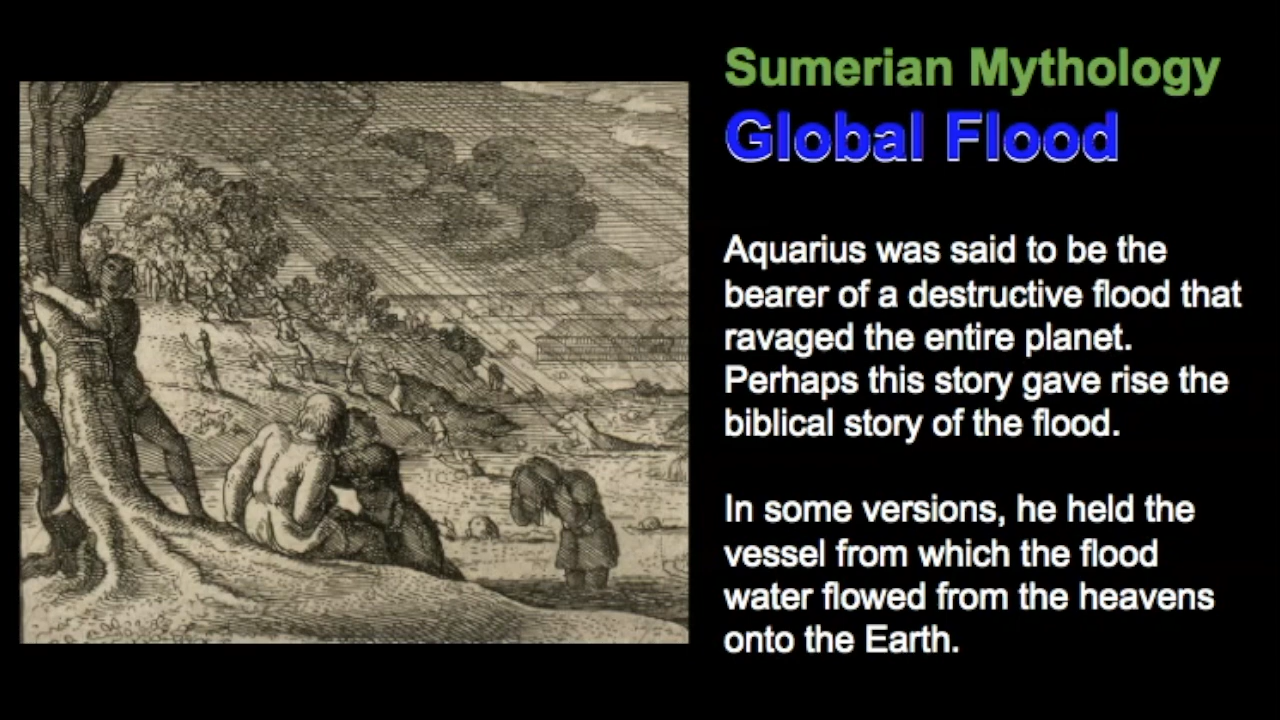 Sumerian Mythology
Global Flood
Aquarius was said to be the
bearer of a destructive flood that
ravaged the entire planet.
Perhaps this story gave rise the
biblical story of the flood.
In some versions, he held the
vessel from which the flood
water flowed from the heavens
onto the Earth.